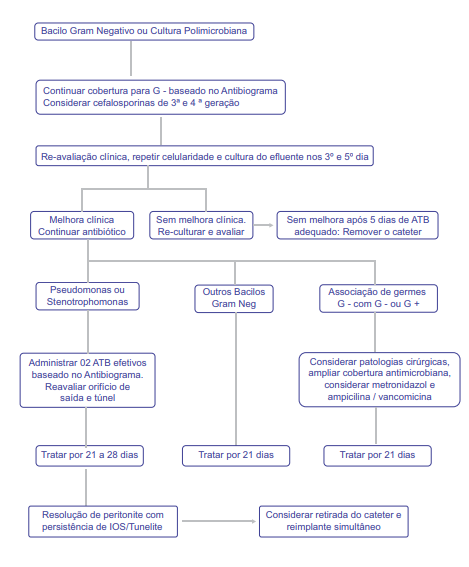 Bacilo Gram Negativo ou Cultura Polimicrobiana
Continuar cobertura para G - baseado no Antibiograma
Considerar cefalosporinas de 3ª e 4 ª geração
Re-avaliação clínica, repetir celularidade e cultura do efluente nos 3º e 5º dia
Melhora clínica
Continuar antibiótico
Sem melhora clínica.
Re-culturar e avaliar
Sem melhora após 5 dias de ATB
adequado: Remover o cateter
Pseudomonas ou
Stenotrophomonas
Outros Bacilos
Gram Neg
Associação de germes
G - com G - ou G +
Administrar 02 ATB efetivos
baseado no Antibiograma.
Reavaliar orifício de
saída e túnel
Considerar patologias cirúrgicas,
ampliar cobertura antimicrobiana,
considerar metronidazol e
ampicilina / vancomicina
Tratar por 21 a 28 dias
Tratar por 21 dias
Tratar por 21 dias
Resolução de peritonite com
persistência de IOS/Tunelite
Considerar retirada do cateter e
reimplante simultâneo